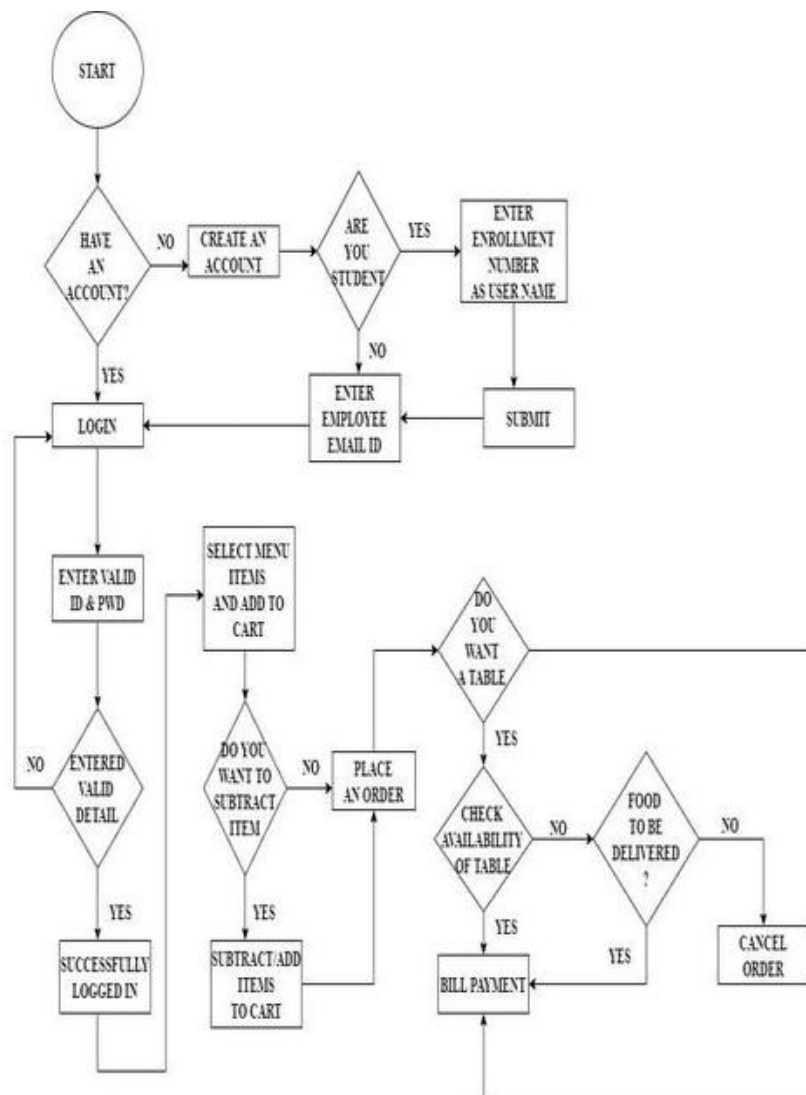 START
HAVE
AN
ACCOUNT?
NO
CREATE AN
ACCOUNT
ARE
YOU
STUDENT
YES
ENTER
ENROLLMENT
NUMBER
AS USER NAME
YES
NO
LOGIN
ENTER
EMPLOYEE
EMAIL ID
SUBMIT
ENTER VALID
ID & PWD
SELECT MENU
ITEMS
AND ADD TO
CART
DO
YOU
WANT
A TABLE
NO
ENTERED
VALID
DETAIL
DO YOU
WANT TO
SUBTRACT
ITEM
NO
PLACE
AN ORDER
YES
CHECK
AVAILABILITY
OF TABLE
NO
FOOD
TO BE
DELIVERED
?
NO
YES
YES
YES
YES
SUCCESSFULLY
LOGGED IN
SUBTRACT/ADD
ITEMS
TO CART
BILL PAYMENT
CANCEL
ORDER